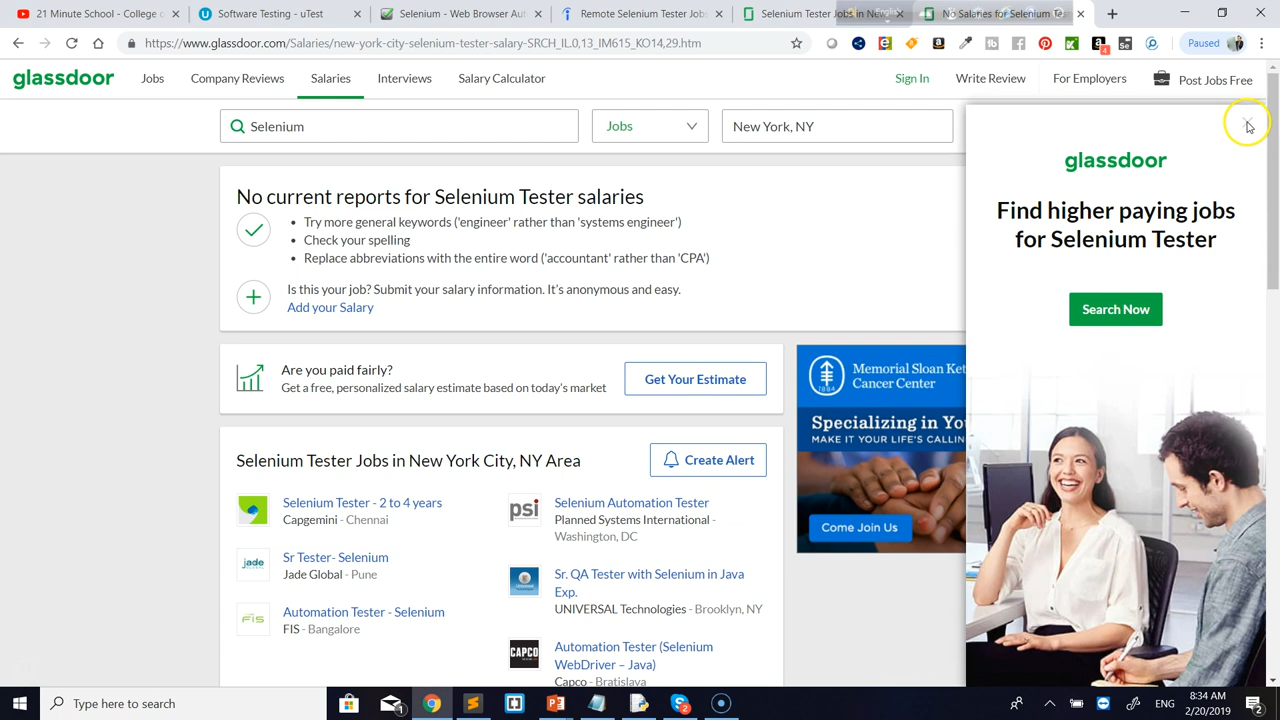 21 Minute School - College o
Software Testing - uTest
Selenium - Web Browser Aut
Remote Selenium Tester Jobs
Selenium Tester Jobs in New
No Salaries for Selenium T
https://www.glassdoor.com/Salaries/new-york-city-selenium-tester-salary-SRCH_IL.0,13_IM615_KO14,29.htm
Paused
glassdoor
Jobs
Company Reviews
Salaries
Interviews
Salary Calculator
Sign In
Write Review
For Employers
Post Jobs Free
Selenium
Jobs
New York, NY
No current reports for Selenium Tester salaries
• Try more general keywords ('engineer' rather than 'systems engineer')
• Check your spelling
• Replace abbreviations with the entire word ('accountant' rather than 'CPA')
Is this your job? Submit your salary information. It's anonymous and easy.
Add your Salary
Are you paid fairly?
Get a free, personalized salary estimate based on today's market
Get Your Estimate
Selenium Tester Jobs in New York City, NY Area
Create Alert
Selenium Tester - 2 to 4 years
Capgemini - Chennai
jade
Sr Tester- Selenium
Jade Global - Pune
FIS
Automation Tester - Selenium
FIS - Bangalore
psi
Selenium Automation Tester
Planned Systems International -
Washington, DC
Sr. QA Tester with Selenium in Java
Exp.
UNIVERSAL Technologies - Brooklyn, NY
CAPCO
Automation Tester (Selenium
WebDriver – Java)
Capco - Bratislava
Memorial Sloan Ket
Cancer Center
1884
Specializing in Yo
MAKE IT YOUR LIFE'S CALLIN
Come Join Us
glassdoor
Find higher paying jobs
for Selenium Tester
Search Now
Type here to search
ENG
8:34 AM
2/20/2019